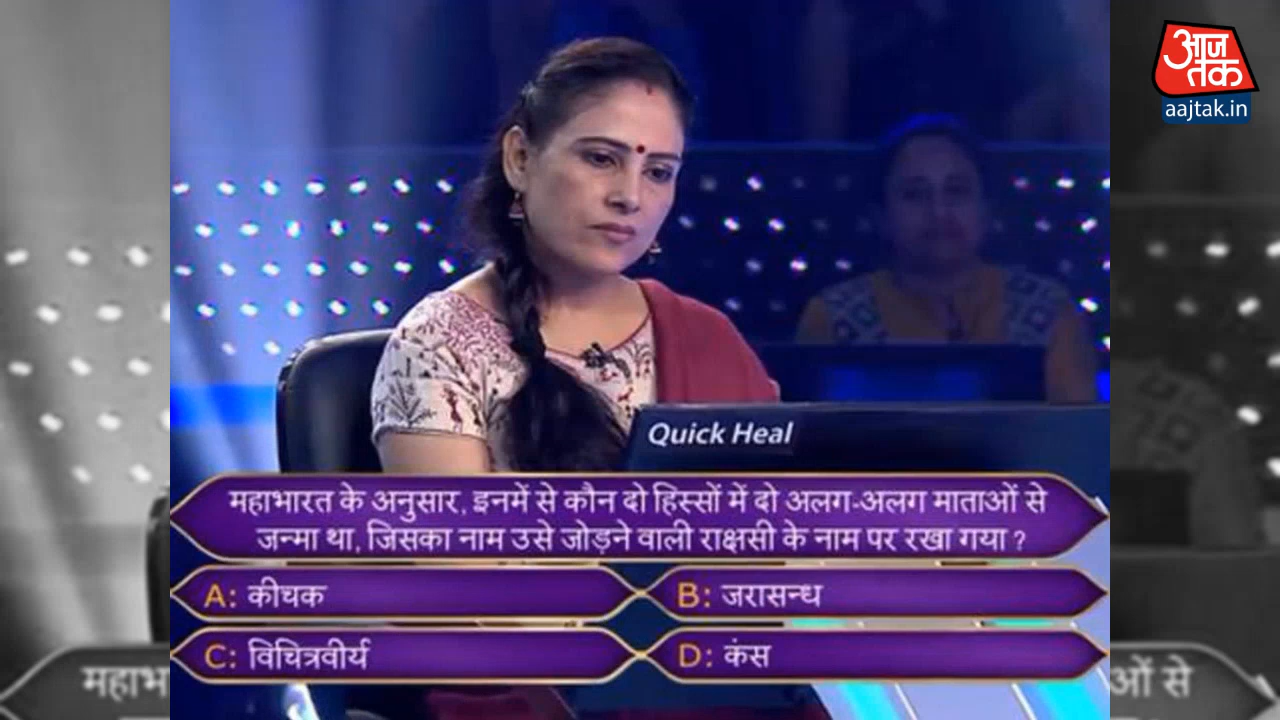 आज
तक
aajtak.in
Quick Heal
महाभारत के अनुसार, इनमें से कौन दो हिस्सों में दो अलग-अलग माताओं से
जन्मा था, जिसका नाम उसे जोड़ने वाली राक्षसी के नाम पर रखा गया ?
A: कीचक
B: जरासन्ध
C: विचित्रवीर्य
D: कंस
महाभ
ओं से